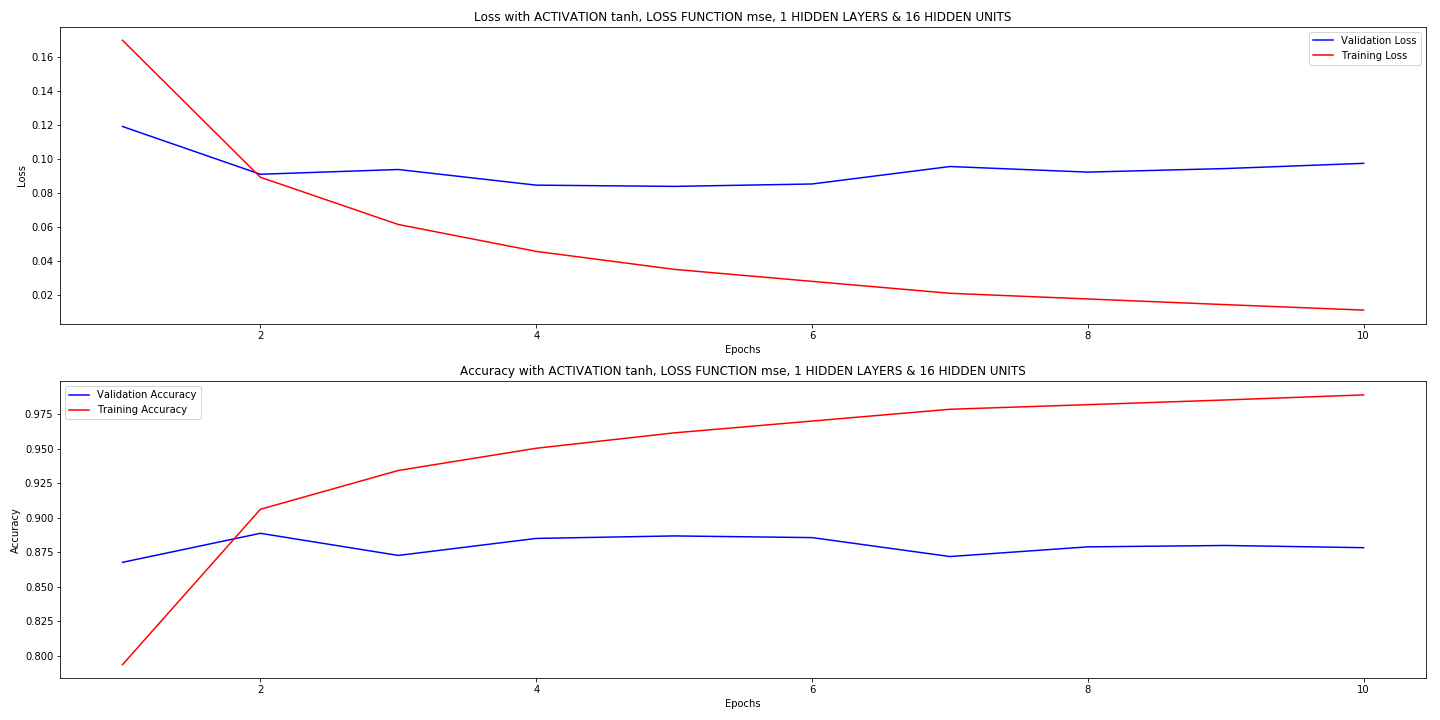 Loss with ACTIVATION tanh, LOSS FUNCTION mse, 1 HIDDEN LAYERS & 16 HIDDEN UNITS
Validation Loss
Training Loss
0.16
0.14
0.12
0.10
0.08
0.06
0.04
0.02
Loss
2 4 6 8 10
Epochs
Accuracy with ACTIVATION tanh, LOSS FUNCTION mse, 1 HIDDEN LAYERS & 16 HIDDEN UNITS
Validation Accuracy
Training Accuracy
0.975
0.950
0.925
0.900
0.875
0.850
0.825
0.800
Accuracy
2 4 6 8 10
Epochs